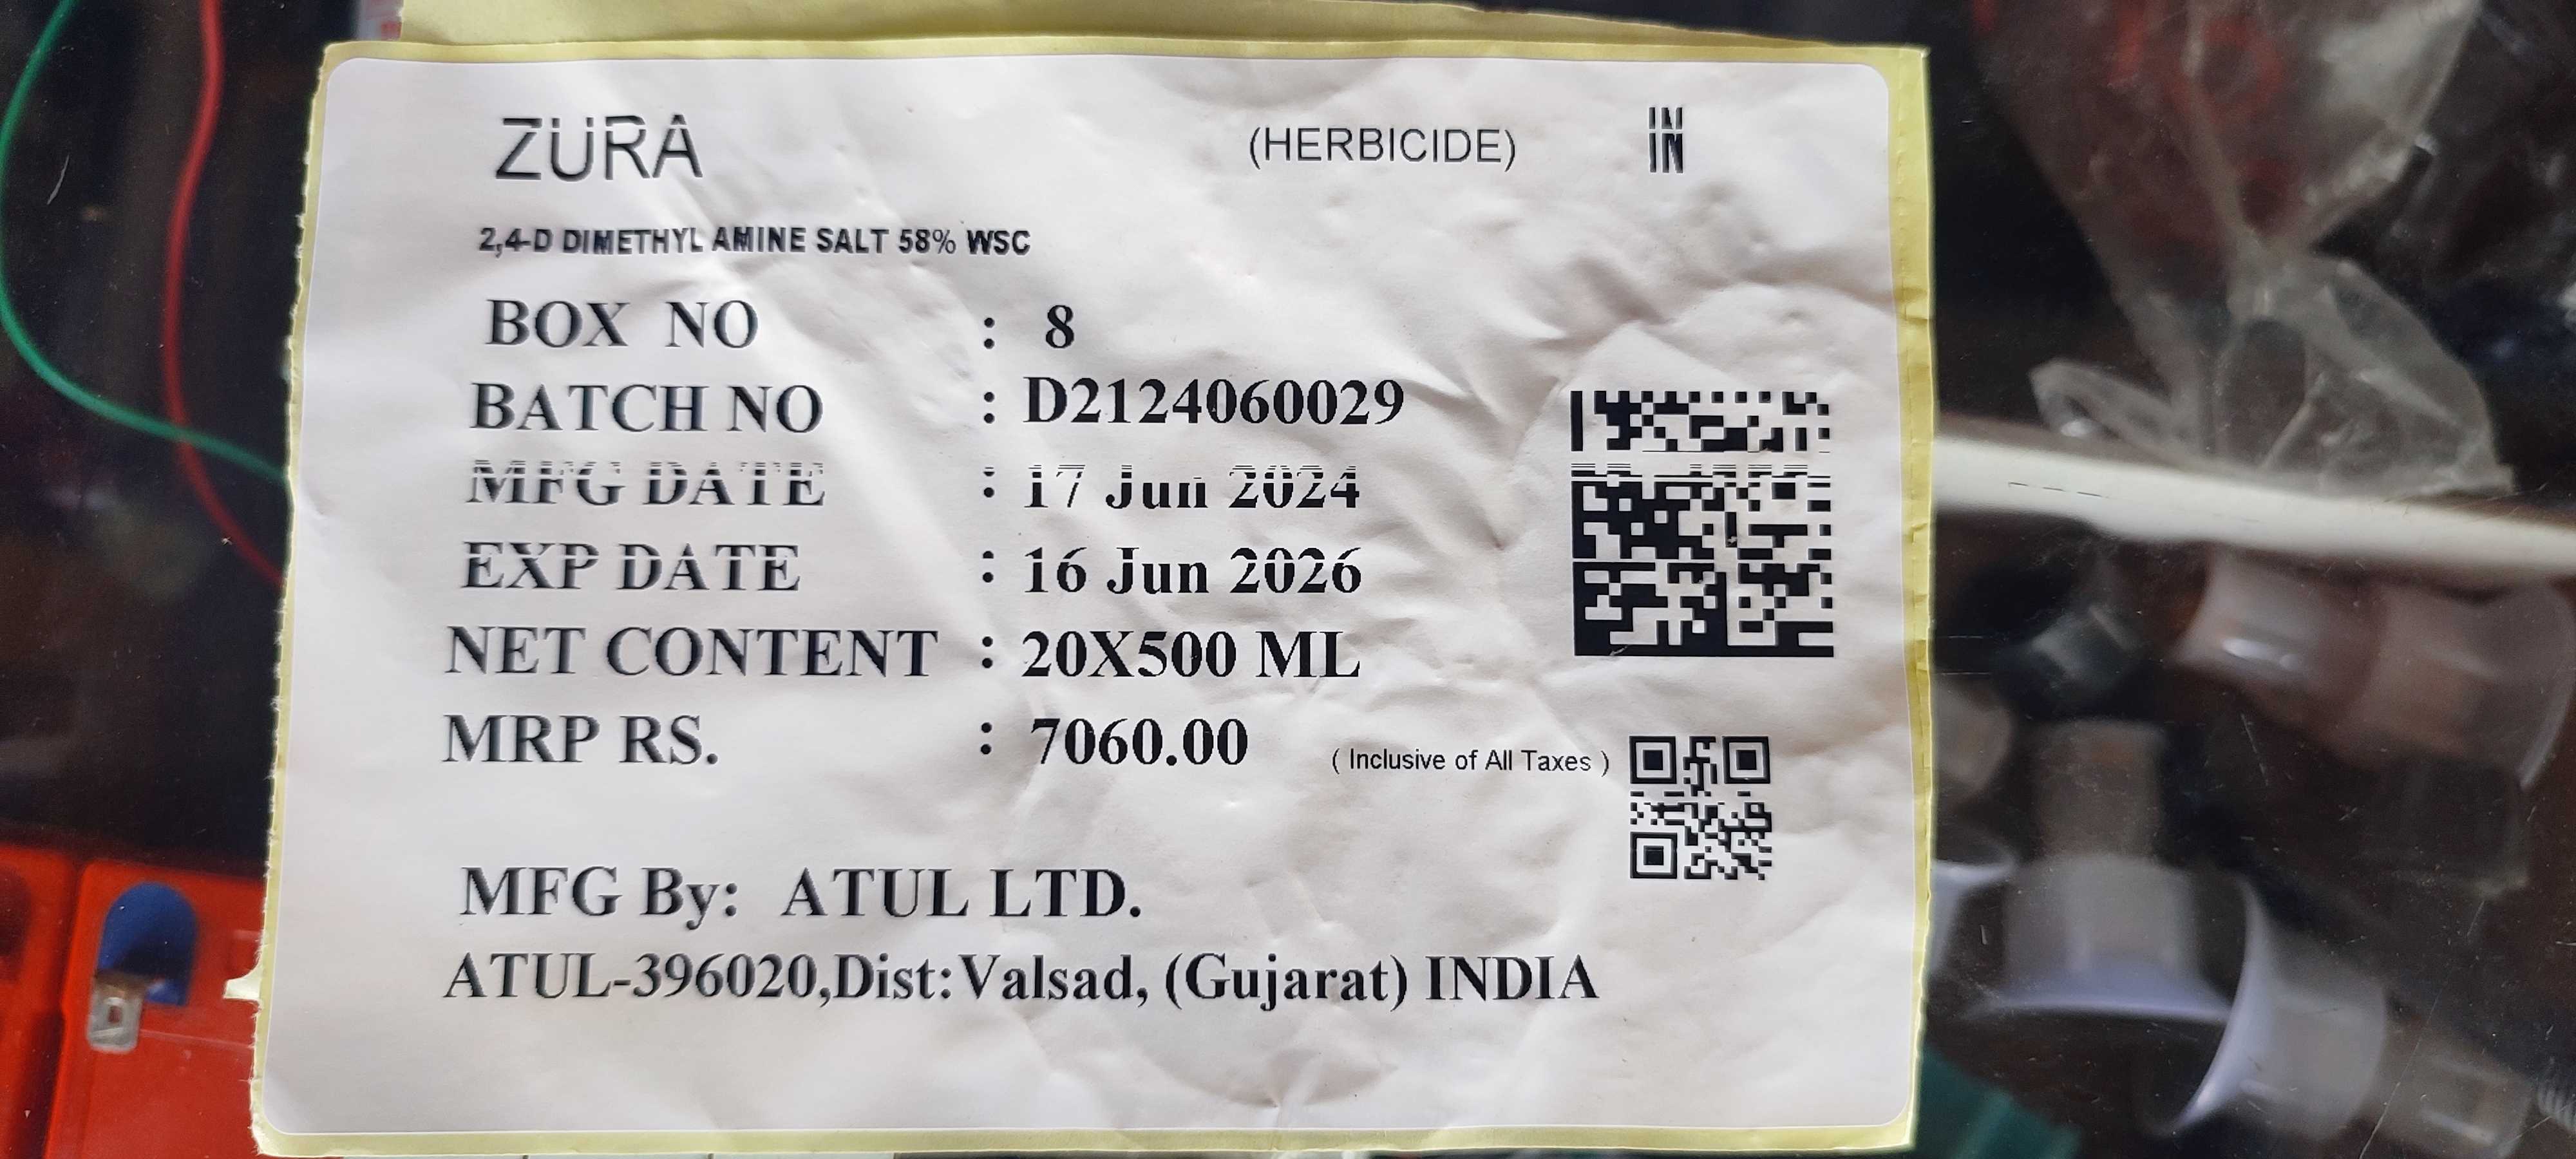 ZURA (HERBICIDE) IN
2,4-D DIMETHYL AMINE SALT 58% WSC
BOX NO : 8
BATCH NO : D2124060029
MFG DATE : 17 Jun 2024
EXP DATE : 16 Jun 2026
NET CONTENT : 20X500 ML
MRP RS. : 7060.00 ( Inclusive of All Taxes )
MFG By: ATUL LTD.
ATUL-396020,Dist:Valsad, (Gujarat) INDIA